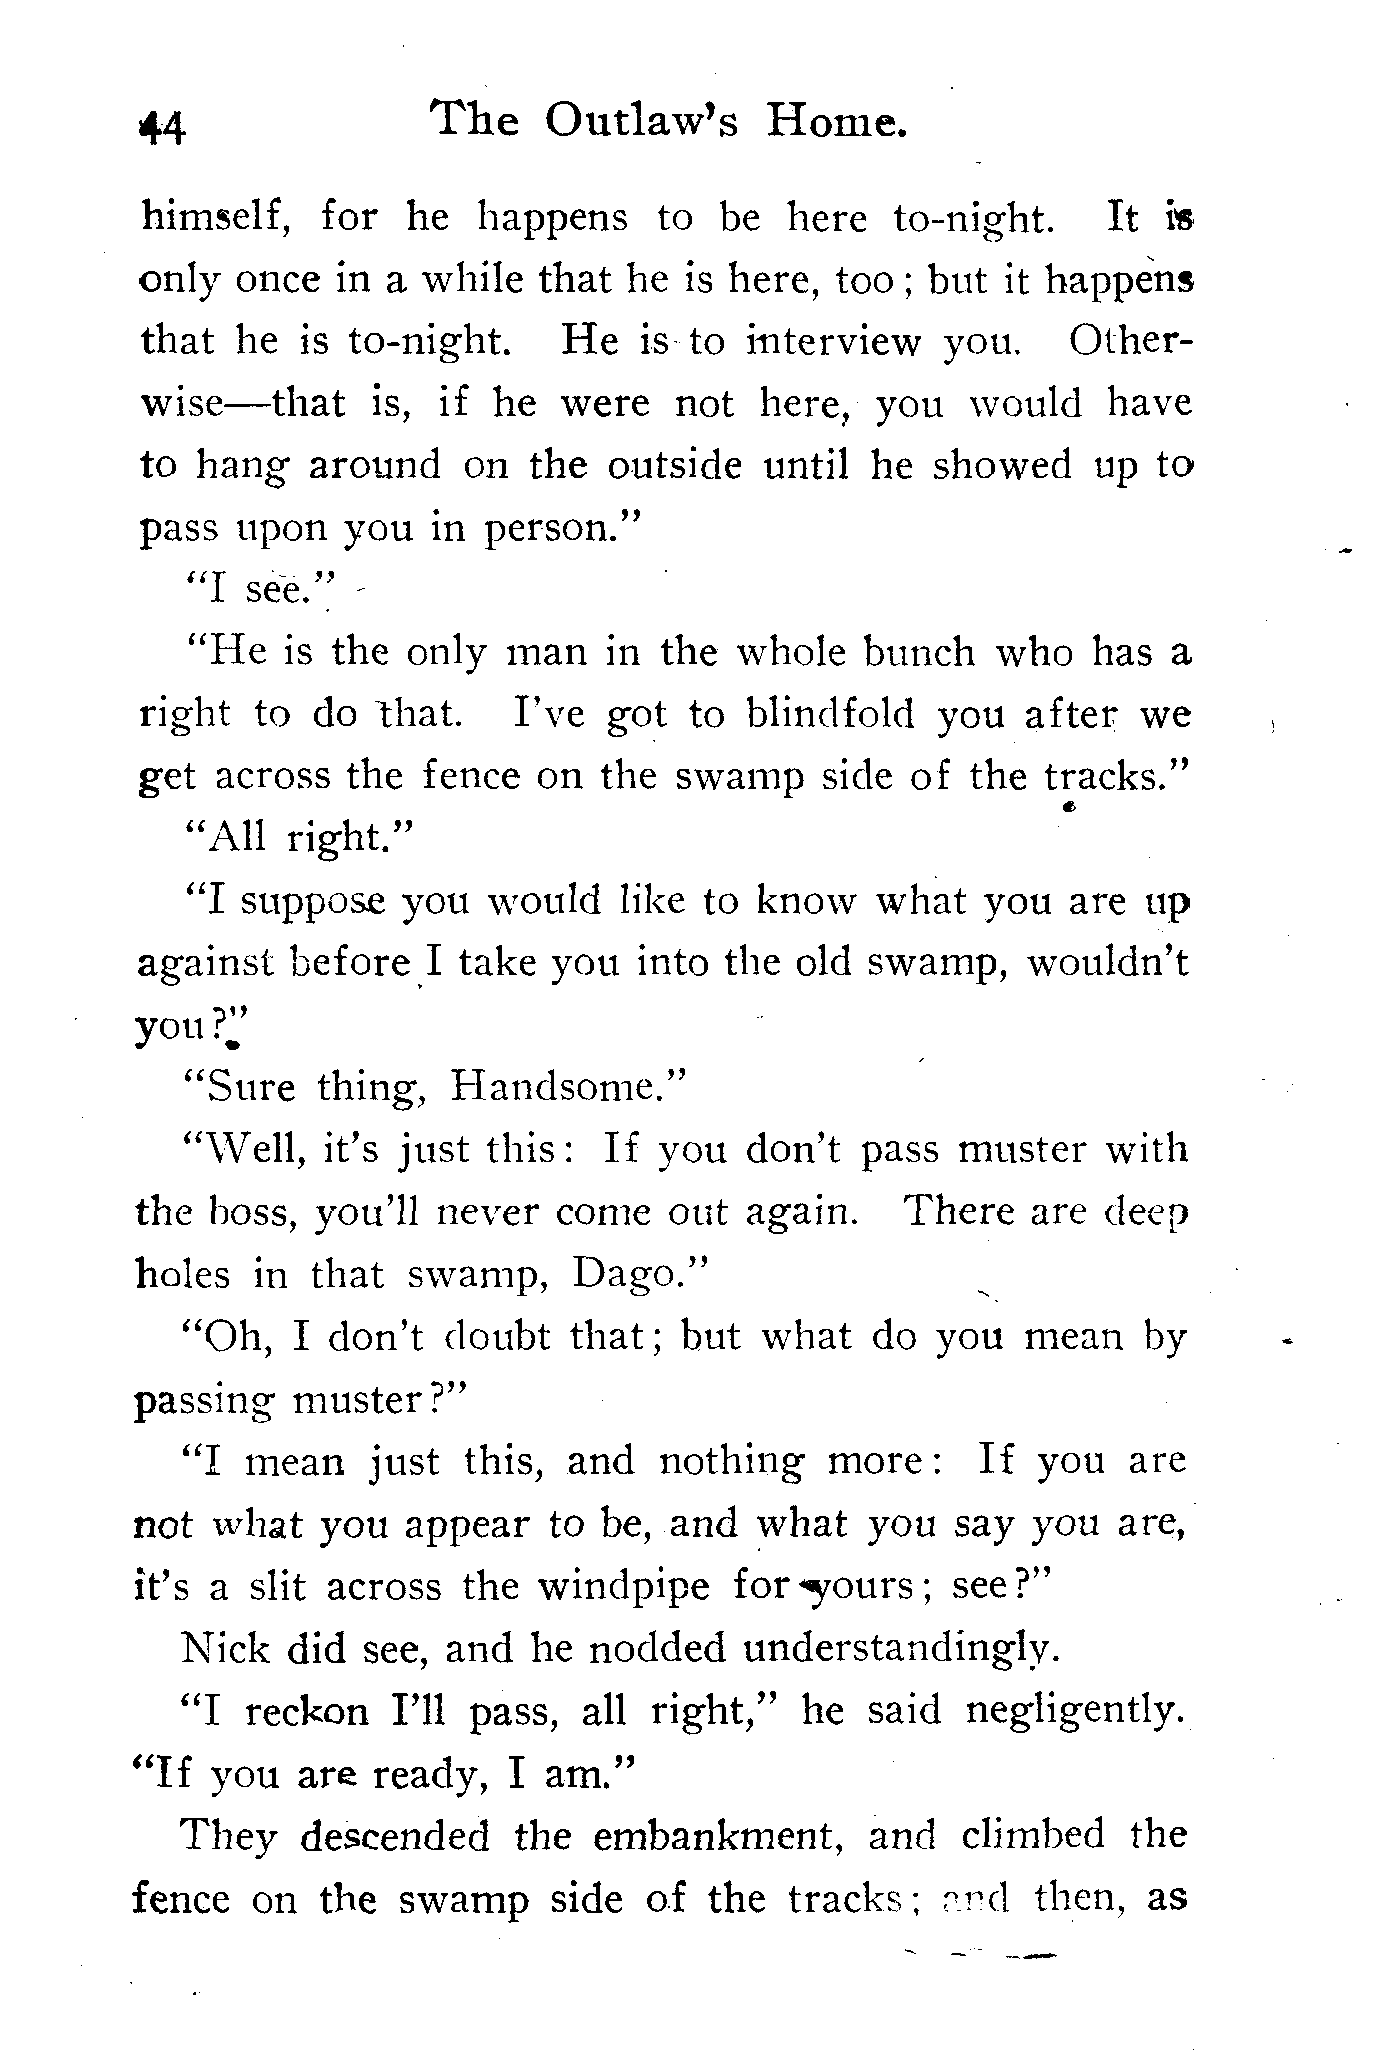 44 The Outlaw's Home.
himself, for he happens to be here to-night. It is
only once in a while that he is here, too; but it happens
that he is to-night. He is to interview you. Other-
wise—that is, if he were not here, you would have
to hang around on the outside until he showed up to
pass upon you in person."
"I see."
"He is the only man in the whole bunch who has a
right to do that. I've got to blindfold you after we
get across the fence on the swamp side of the tracks."
"All right."
"I suppose you would like to know what you are up
against before I take you into the old swamp, wouldn't
you?"
"Sure thing, Handsome."
"Well, it's just this: If you don't pass muster with
the boss, you'll never come out again. There are deep
holes in that swamp, Dago."
"Oh, I don't doubt that; but what do you mean by
passing muster?"
"I mean just this, and nothing more: If you are
not what you appear to be, and what you say you are,
it's a slit across the windpipe for yours; see?"
Nick did see, and he nodded understandingly.
"I reckon I'll pass, all right," he said negligently.
"If you are ready, I am."
They descended the embankment, and climbed the
fence on the swamp side of the tracks; and then, as